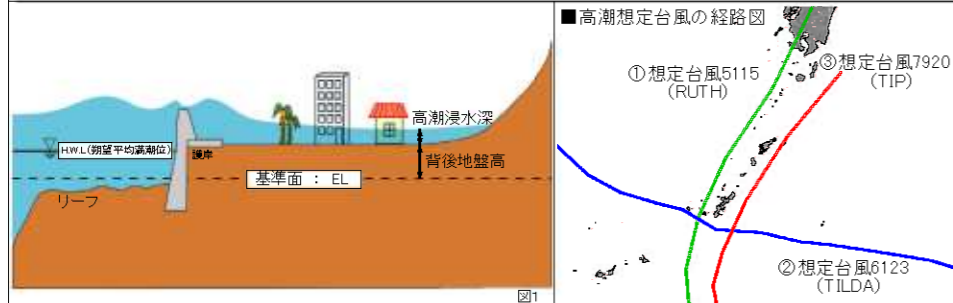 高潮浸水深
H.W.L(朔望平均満潮位)
護岸
背後地盤高
基準面 : EL
リーフ
図1
■高潮想定台風の経路図
①想定台風5115
(RUTH)
③想定台風7920
(TIP)
②想定台風6123
(TILDA)